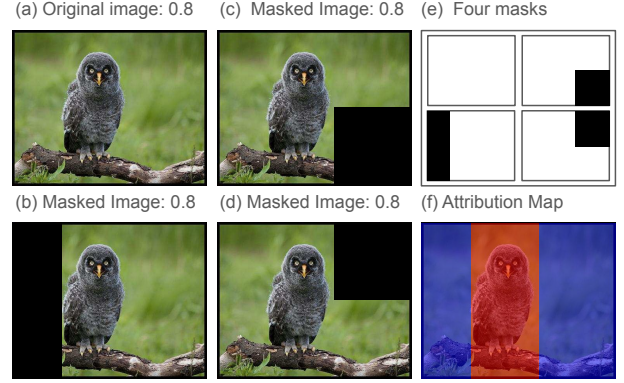 (a) Original image: 0.8
(c) Masked Image: 0.8
(e) Four masks
(b) Masked Image: 0.8
(d) Masked Image: 0.8
(f) Attribution Map